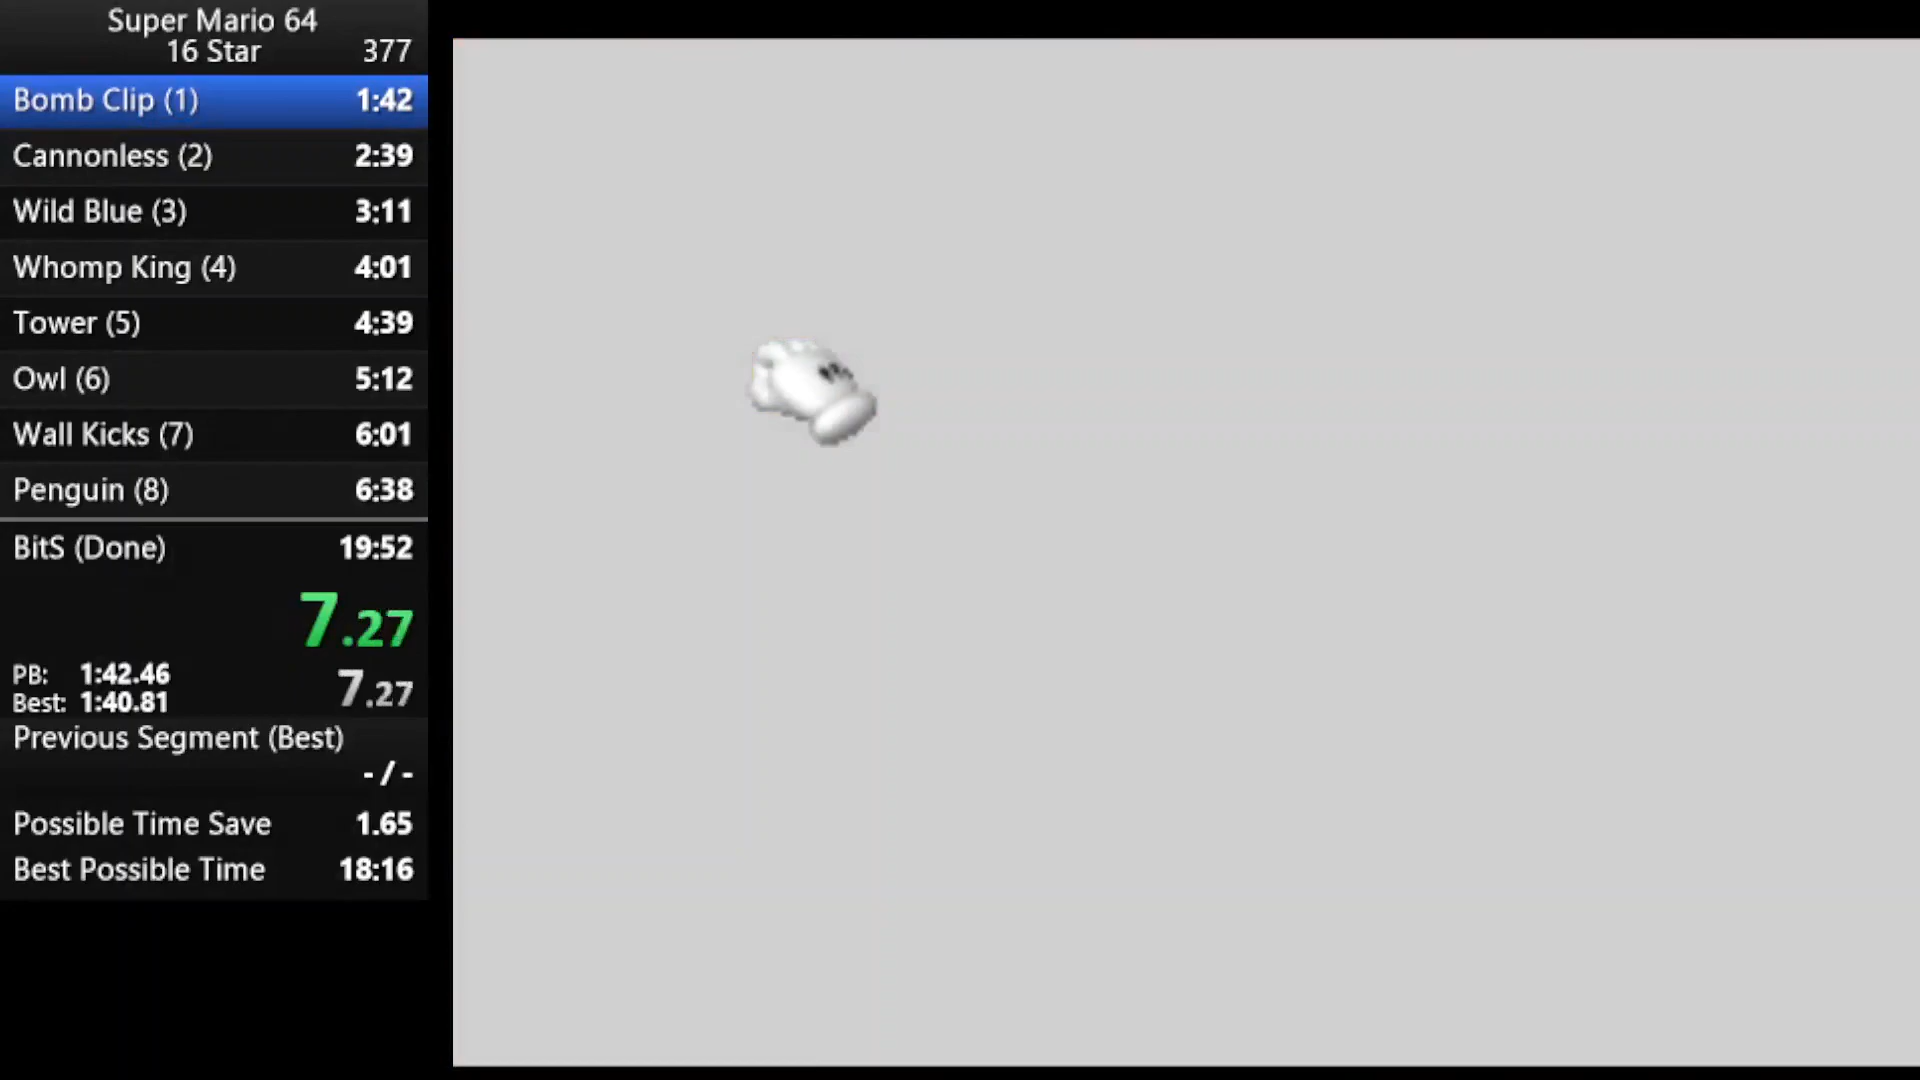 Super Mario 64
16 Star 377
Bomb Clip (1) 1:42
Cannonless (2) 2:39
Wild Blue (3) 3:11
Whomp King (4) 4:01
Tower (5) 4:39
Owl (6) 5:12
Wall Kicks (7) 6:01
Penguin (8) 6:38
BitS (Done) 19:52
7.27
PB: 1:42.46 7.27
Best: 1:40.81
Previous Segment (Best)
- / -
Possible Time Save 1.65
Best Possible Time 18:16